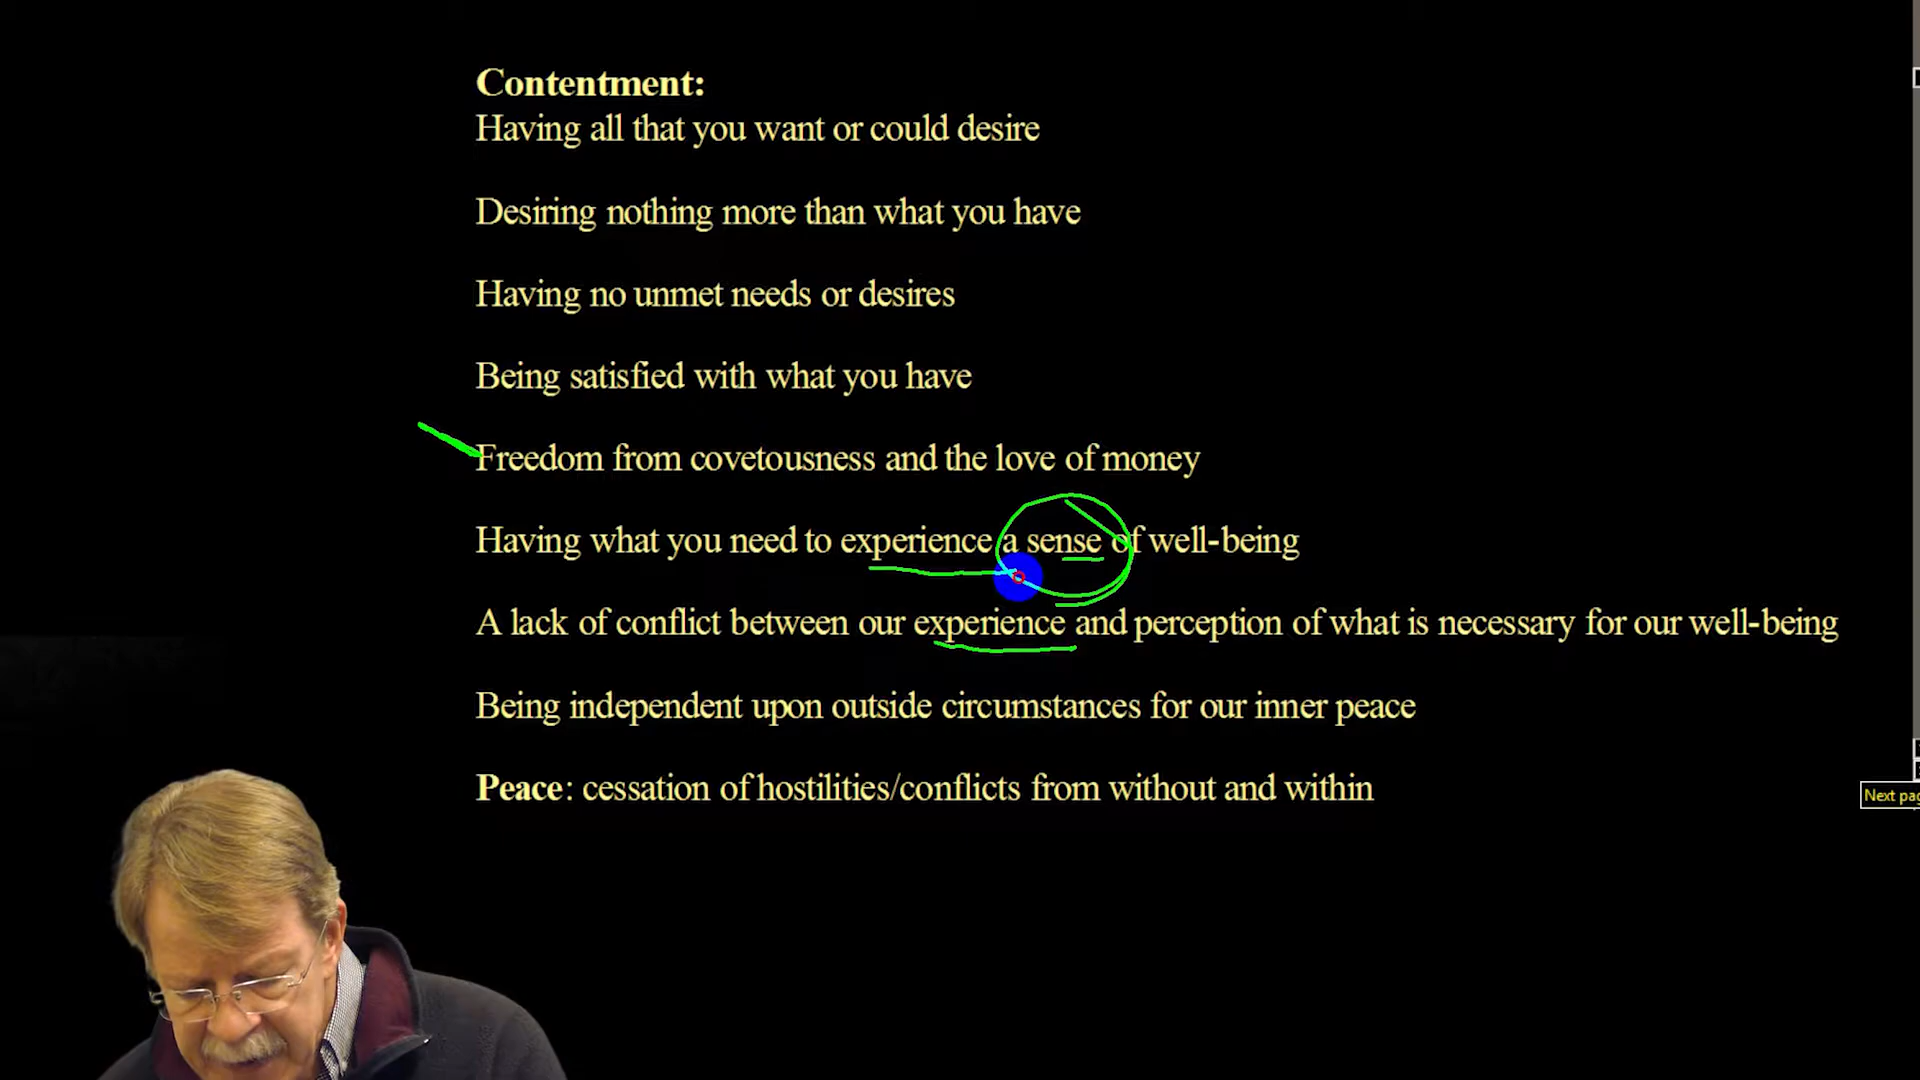 Contentment:
Having all that you want or could desire
Desiring nothing more than what you have
Having no unmet needs or desires
Being satisfied with what you have
Freedom from covetousness and the love of money
Having what you need to experience a sense of well-being
A lack of conflict between our experience and perception of what is necessary for our well-being
Being independent upon outside circumstances for our inner peace
Peace: cessation of hostilities/conflicts from without and within
Next